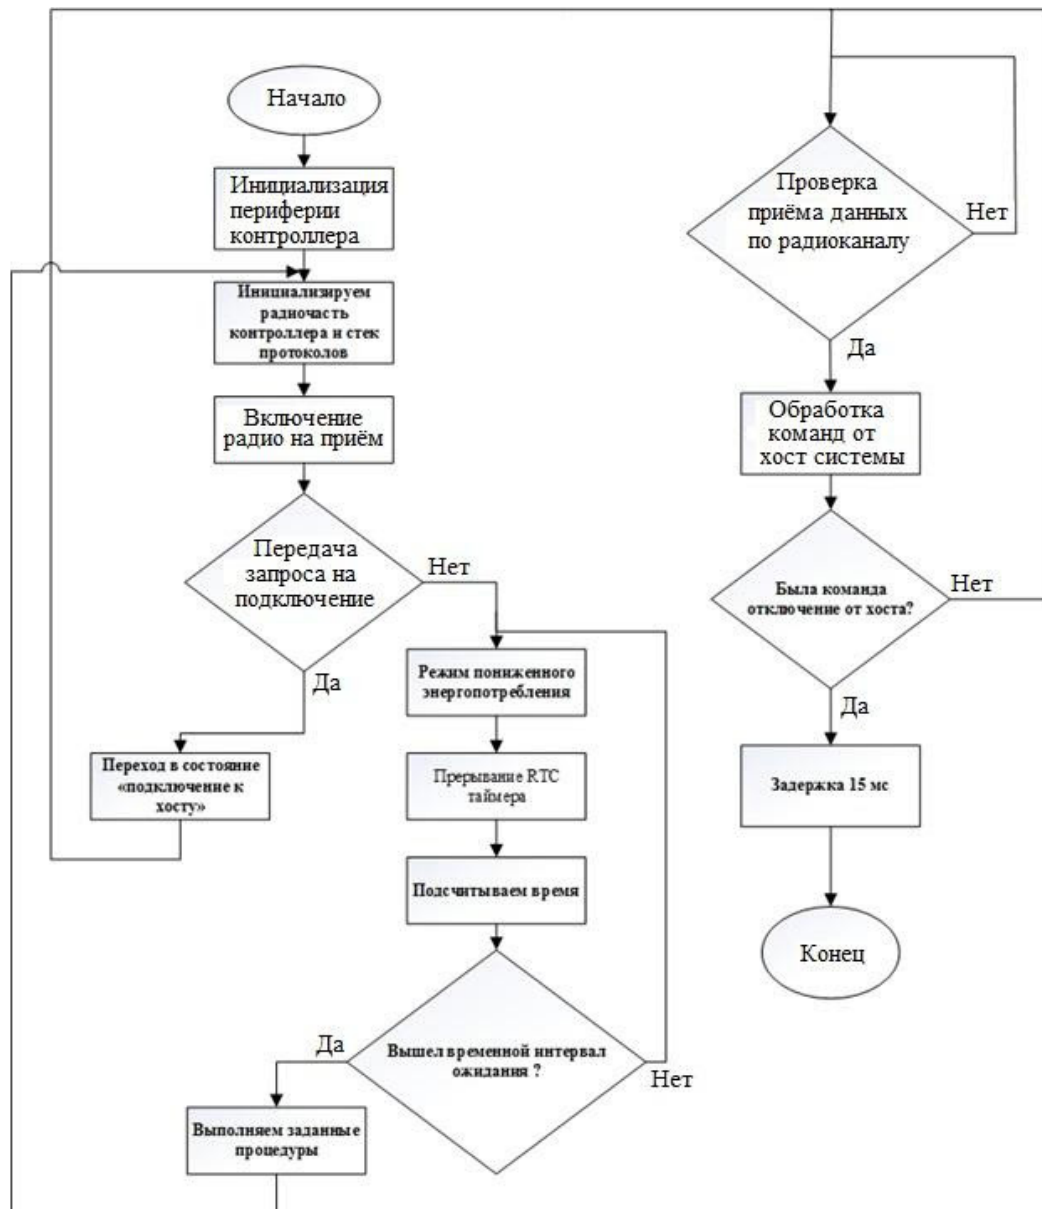 Начало
Инициализация
периферии
контроллера
Инициализируем
радиочасть
контроллера и стек
протоколов
Включение
радио на приём
Передача
запроса на
подключение
Нет
Да
Переход в состояние
«подключение к
хосту»
Режим пониженного
энергопотребления
Прерывание RTC
таймера
Подсчитываем время
Вышел временной интервал
ожидания ?
Да
Нет
Выполняем заданные
процедуры
Проверка
приёма данных
по радиоканалу
Нет
Да
Обработка
команд от
хост системы
Была команда
отключение от хоста?
Нет
Да
Задержка 15 мс
Конец